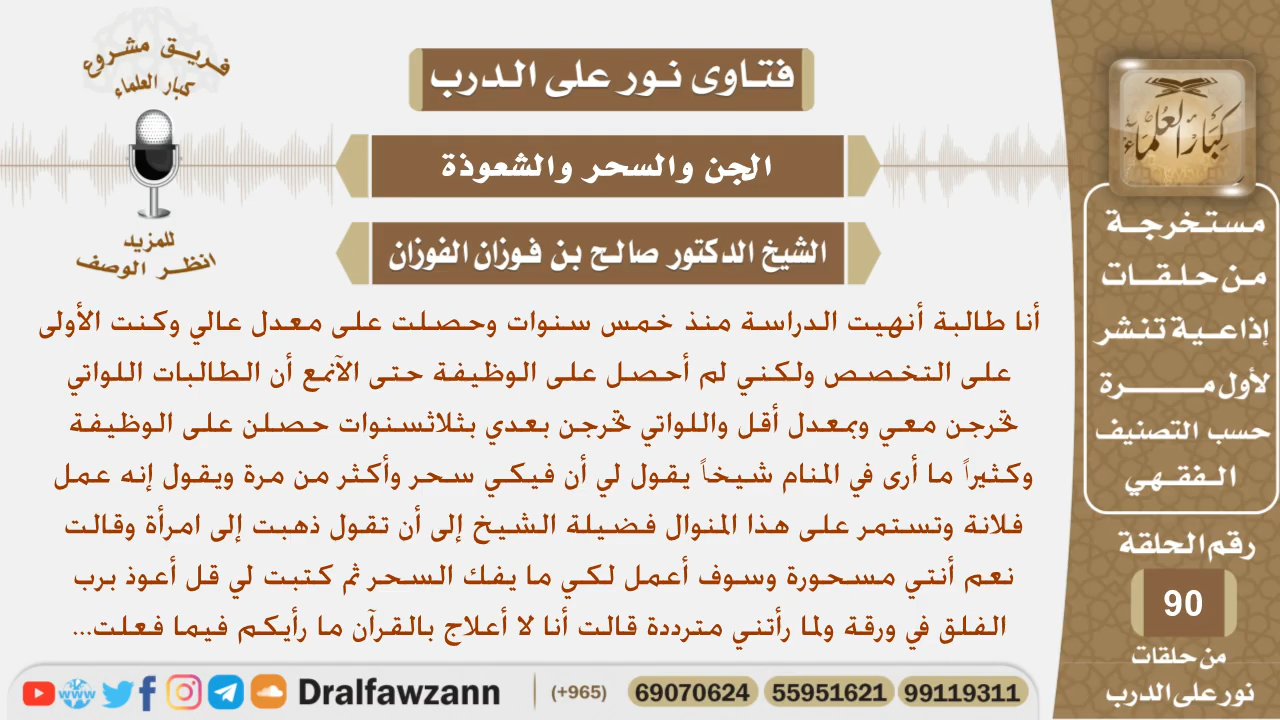 فريق مشروع
كبار العلماء
للمزيد
انظر الوصف
فتاوى نور على الدرب
الجن والسحر والشعوذة
الشيخ الدكتور صالح بن فوزان الفوزان
أنا طالبة أنهيت الدراسة منذ خمس سنوات وحصلت على معدل عالي وكنت الأولى
على التخصص ولكني لم أحصل على الوظيفة حتى الآنمع أن الطالبات اللواتي
تخرجن معي وبمعدل أقل واللواتي تخرجن بعدي بثلاثسنوات حصلن على الوظيفة
وكثيراً ما أرى في المنام شيخاً يقول لي أن فيكي سحر وأكثر من مرة ويقول إنه عمل
فلانة وتستمر على هذا المنوال فضيلة الشيخ إلى أن تقول ذهبت إلى امرأة وقالت
نعم أنتي مسحورة وسوف أعمل لكي ما يفك السحر ثم كتبت لي قل أعوذ برب
الفلق في ورقة ولما رأتني مترددة قالت أنا لا أعلاج بالقرآن ما رأيكم فيما فعلت...
كبار العلماء
مستخرجة
من حلقات
إذاعية تنشر
لأول مرة
حسب التصنيف
الفقهي
رقم الحلقة
90
من حلقات
نور على الدرب
www Dralfawzann (+965) 69070624 55951621 99119311